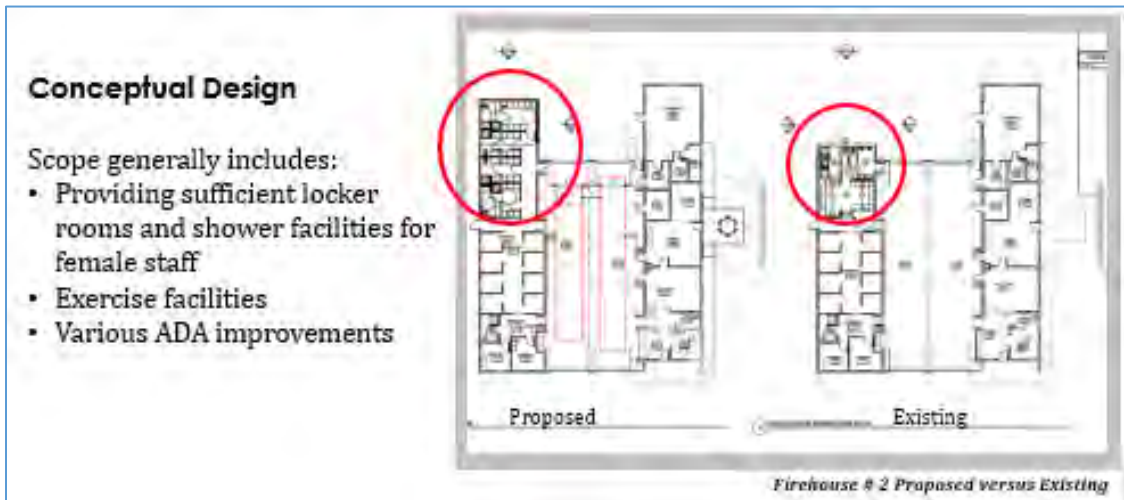 Conceptual Design
Scope generally includes:
• Providing sufficient locker
rooms and shower facilities for
female staff
• Exercise facilities
• Various ADA improvements
Proposed
Existing
Firehouse # 2 Proposed versus Existing